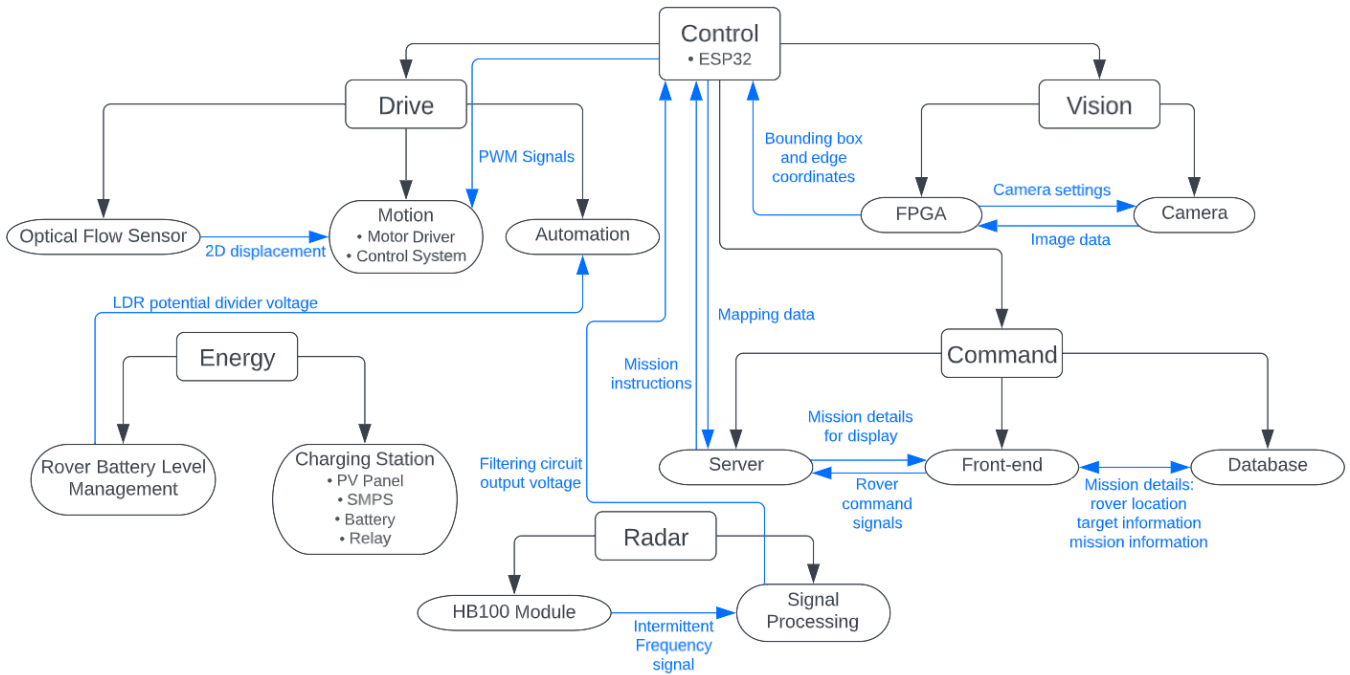 Control
• ESP32
Drive
Vision
PWM Signals
Bounding box
and edge
coordinates
Camera settings
FPGA
Camera
Image data
Optical Flow Sensor
2D displacement
Motion
• Motor Driver
• Control System
Automation
LDR potential divider voltage
Mapping data
Energy
Command
Mission
instructions
Mission details
for display
Rover Battery Level
Management
Charging Station
• PV Panel
• SMPS
• Battery
• Relay
Filtering circuit
output voltage
Server
Front-end
Database
Rover
command
signals
Mission details:
rover location
target information
mission information
Radar
HB100 Module
Signal
Processing
Intermittent
Frequency
signal